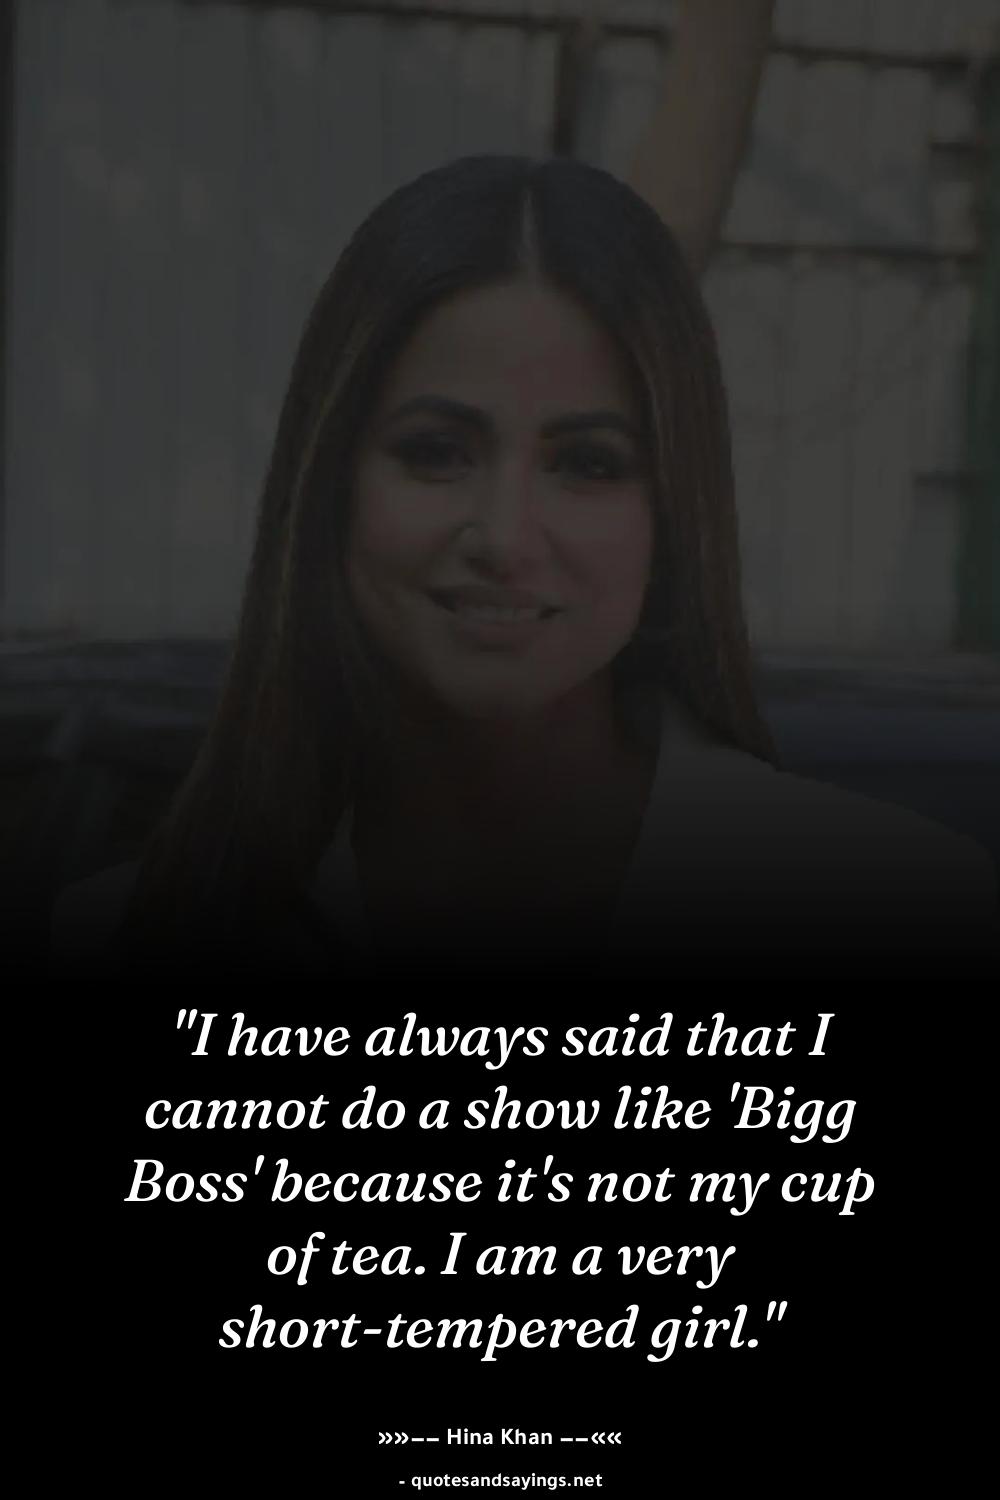 "I have always said that I
cannot do a show like 'Bigg
Boss' because it's not my cup
of tea. I am a very
short-tempered girl."
»»−− Hina Khan −−««
- quotesandsayings.net